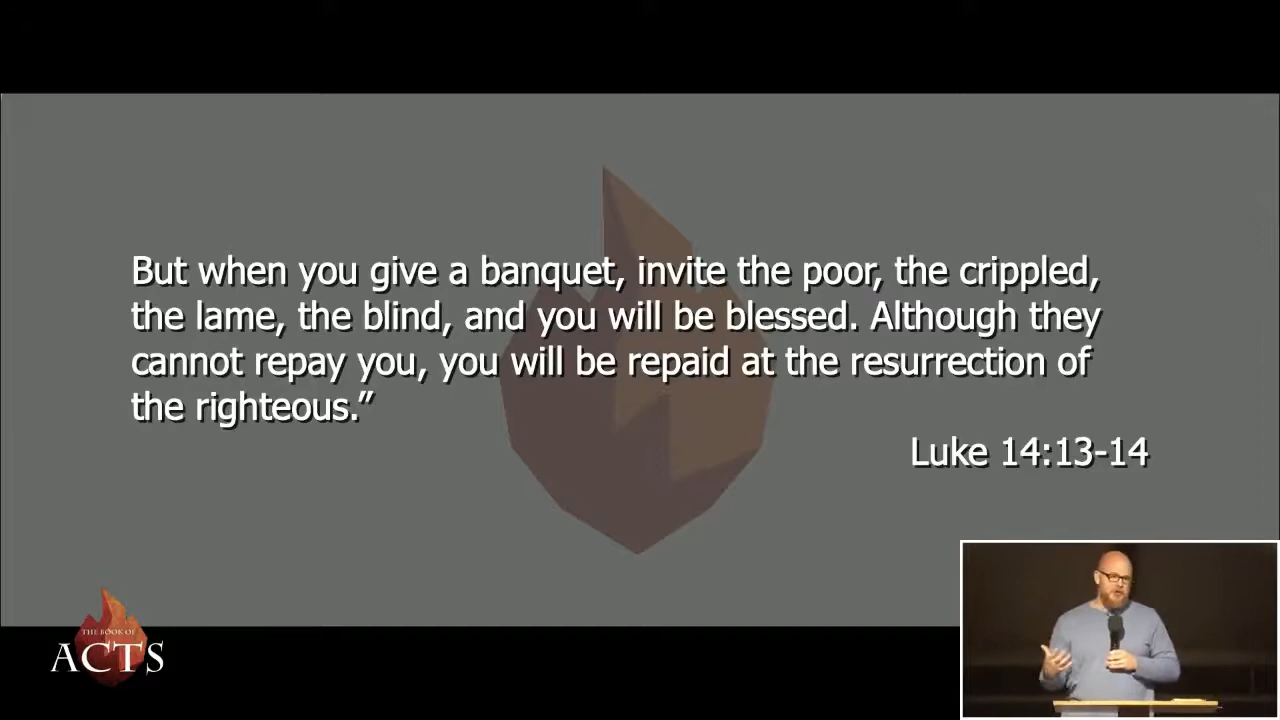 But when you give a banquet, invite the poor, the crippled,
the lame, the blind, and you will be blessed. Although they
cannot repay you, you will be repaid at the resurrection of
the righteous.”
Luke 14:13-14
THE BOOK OF
ACTS